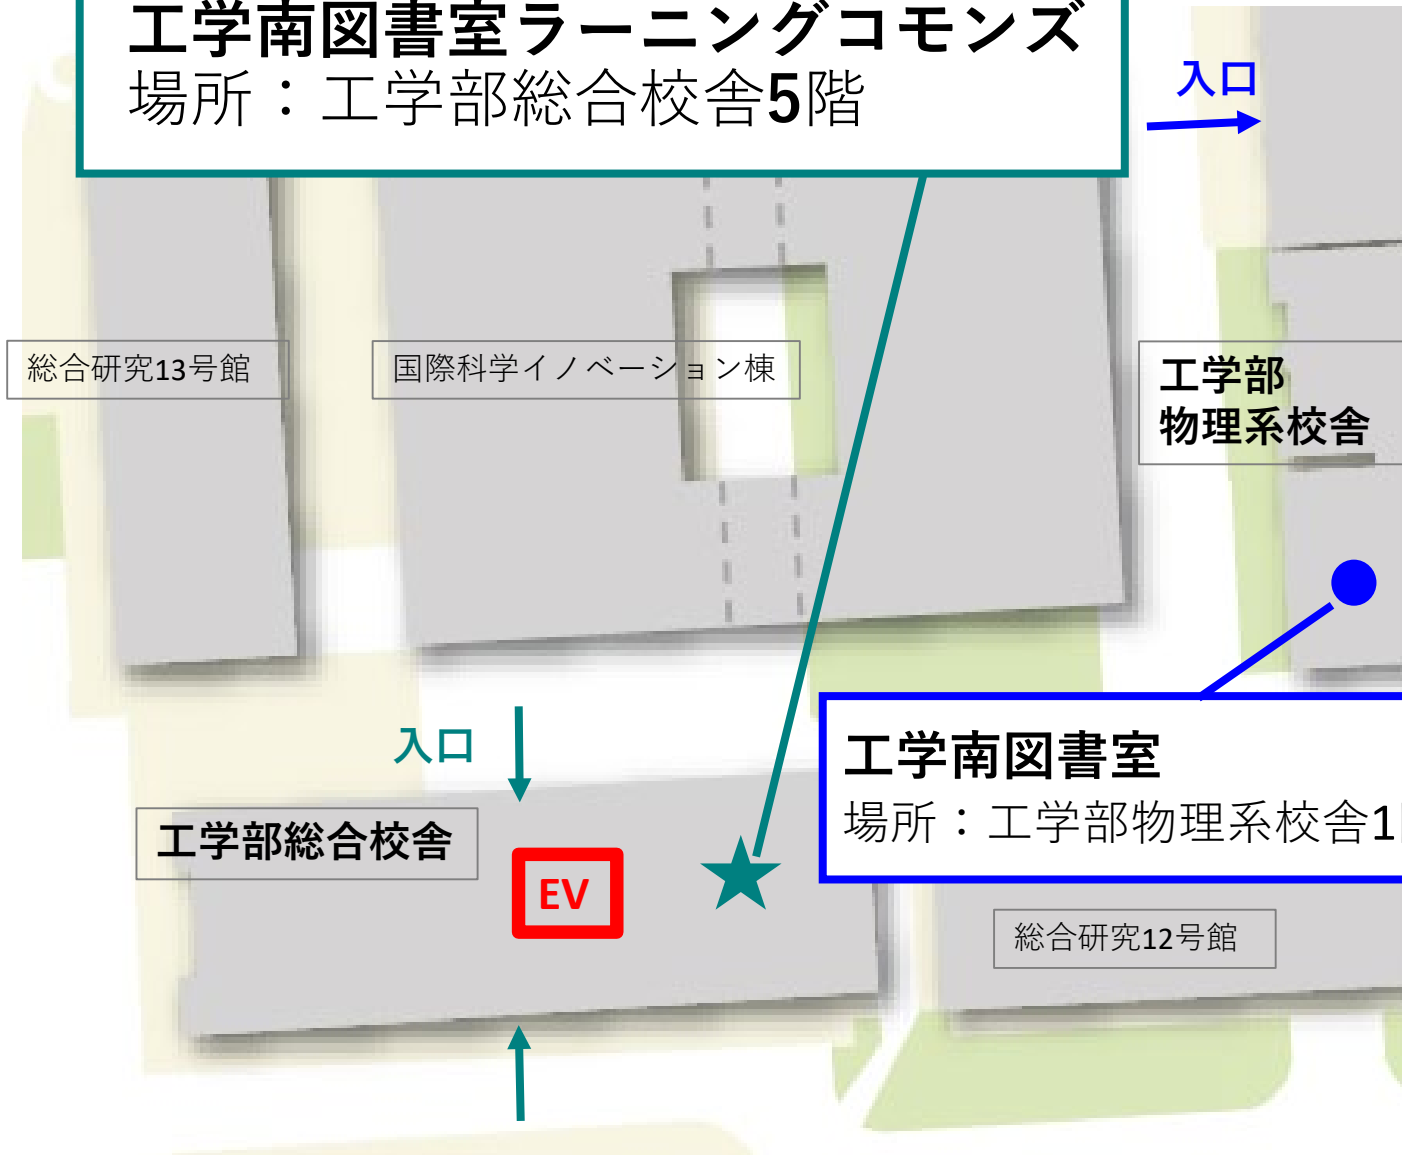 工学南図書室ラーニングコモンズ
場所：工学部総合校舎5階
入口
総合研究13号館
国際科学イノベーション棟
工学部
物理系校舎
入口
工学南図書室
場所：工学部物理系校舎1
工学部総合校舎
EV
総合研究12号館